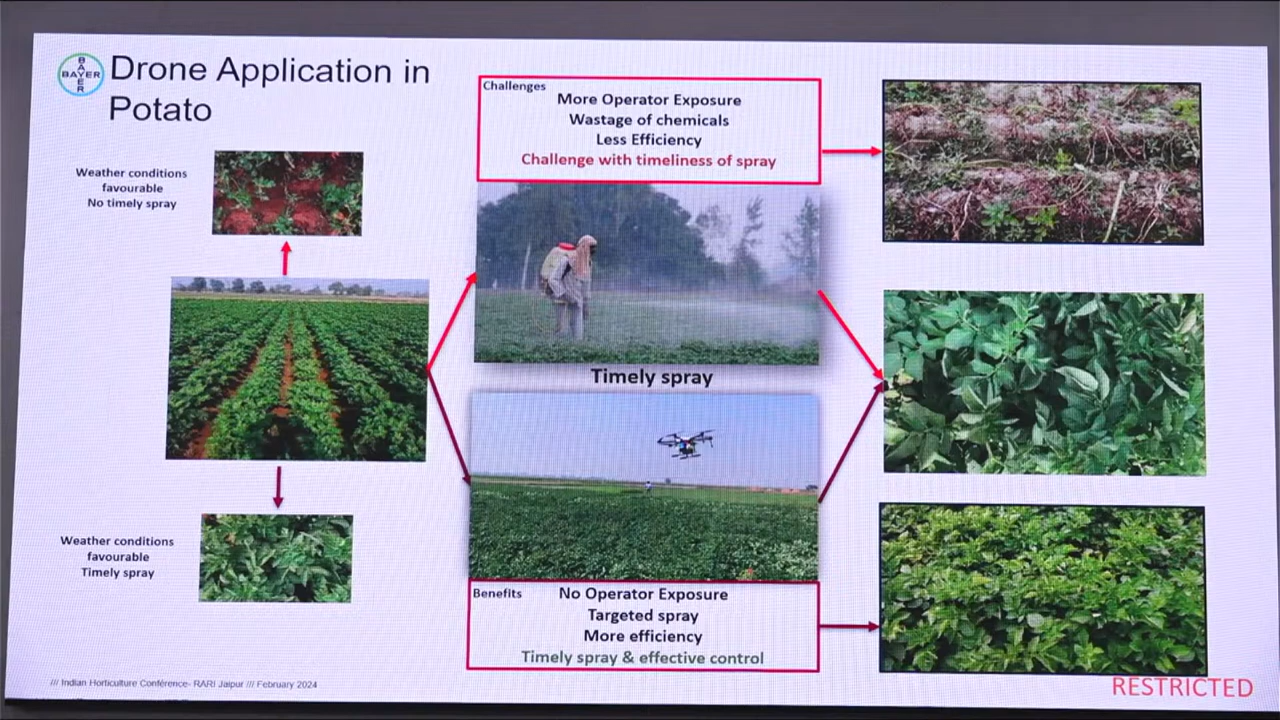 BAYER
BAYER
Drone Application in
Potato
Weather conditions
favourable
No timely spray
Challenges
More Operator Exposure
Wastage of chemicals
Less Efficiency
Challenge with timeliness of spray
Timely spray
Weather conditions
favourable
Timely spray
Benefits
No Operator Exposure
Targeted spray
More efficiency
Timely spray & effective control
/// Indian Horticulture Conference- RARI Jaipur /// February 2024
RESTRICTED